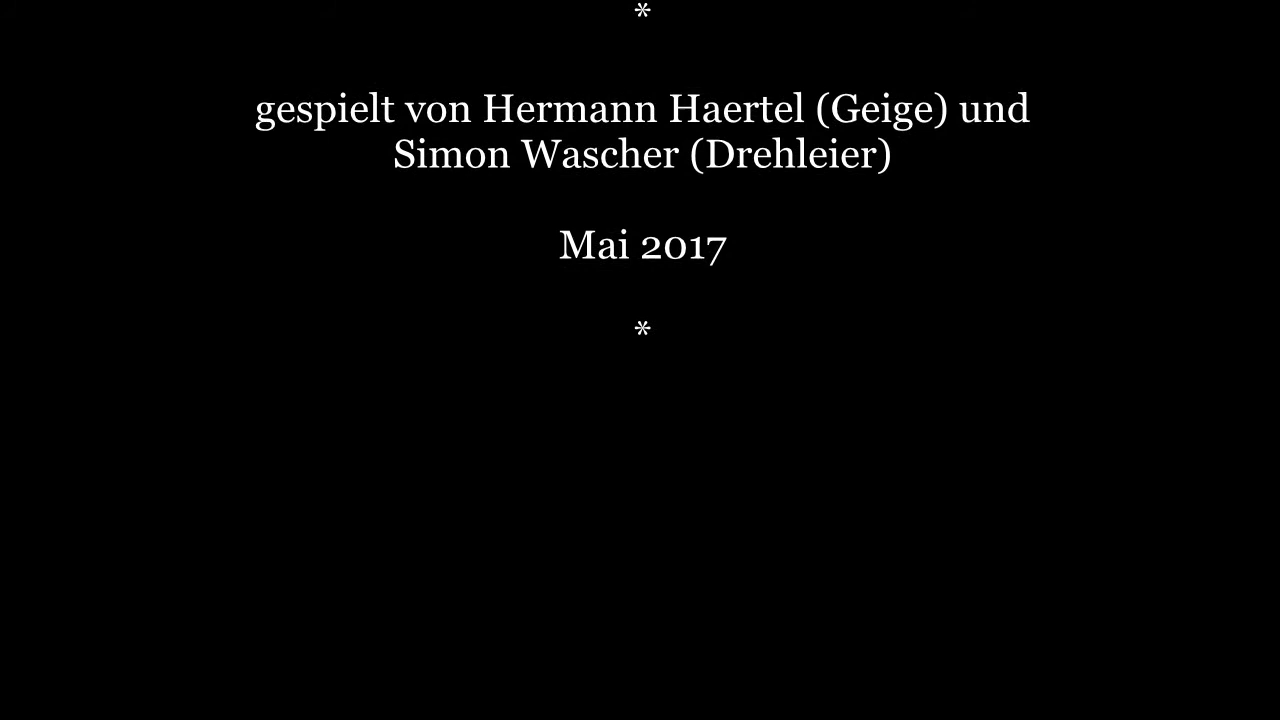 *
gespielt von Hermann Haertel (Geige) und
Simon Wascher (Drehleier)
Mai 2017
*